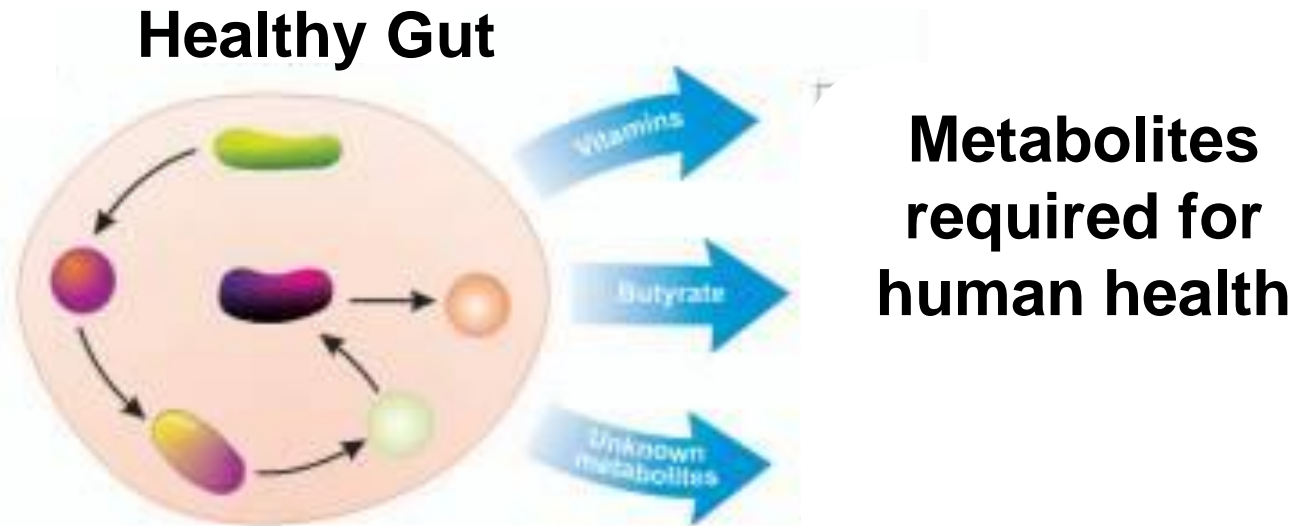 Healthy Gut
Vitamins
Butyrate
Unknown
metabolites
Metabolites
required for
human health